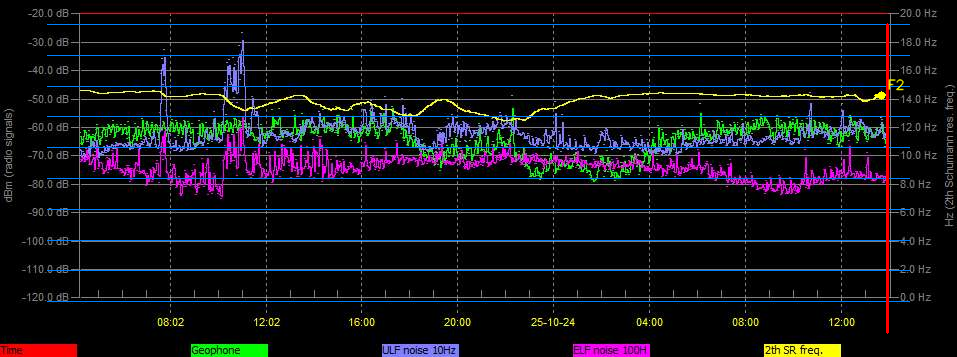 -20.0 dB
-30.0 dB
-40.0 dB
-50.0 dB
-60.0 dB
-70.0 dB
-80.0 dB
-90.0 dB
-100.0 dB
-110.0 dB
-120.0 dB
dBm (radio signals)
20.0 Hz
18.0 Hz
16.0 Hz
14.0 Hz
12.0 Hz
10.0 Hz
8.0 Hz
6.0 Hz
4.0 Hz
2.0 Hz
0.0 Hz
Hz (2th Schumann res. freq.)
F2
08:02 12:02 16:00 20:00 25-10-24 04:00 08:00 12:00
Time Geophone ULF noise 10Hz ELF noise 100H 2th SR freq.